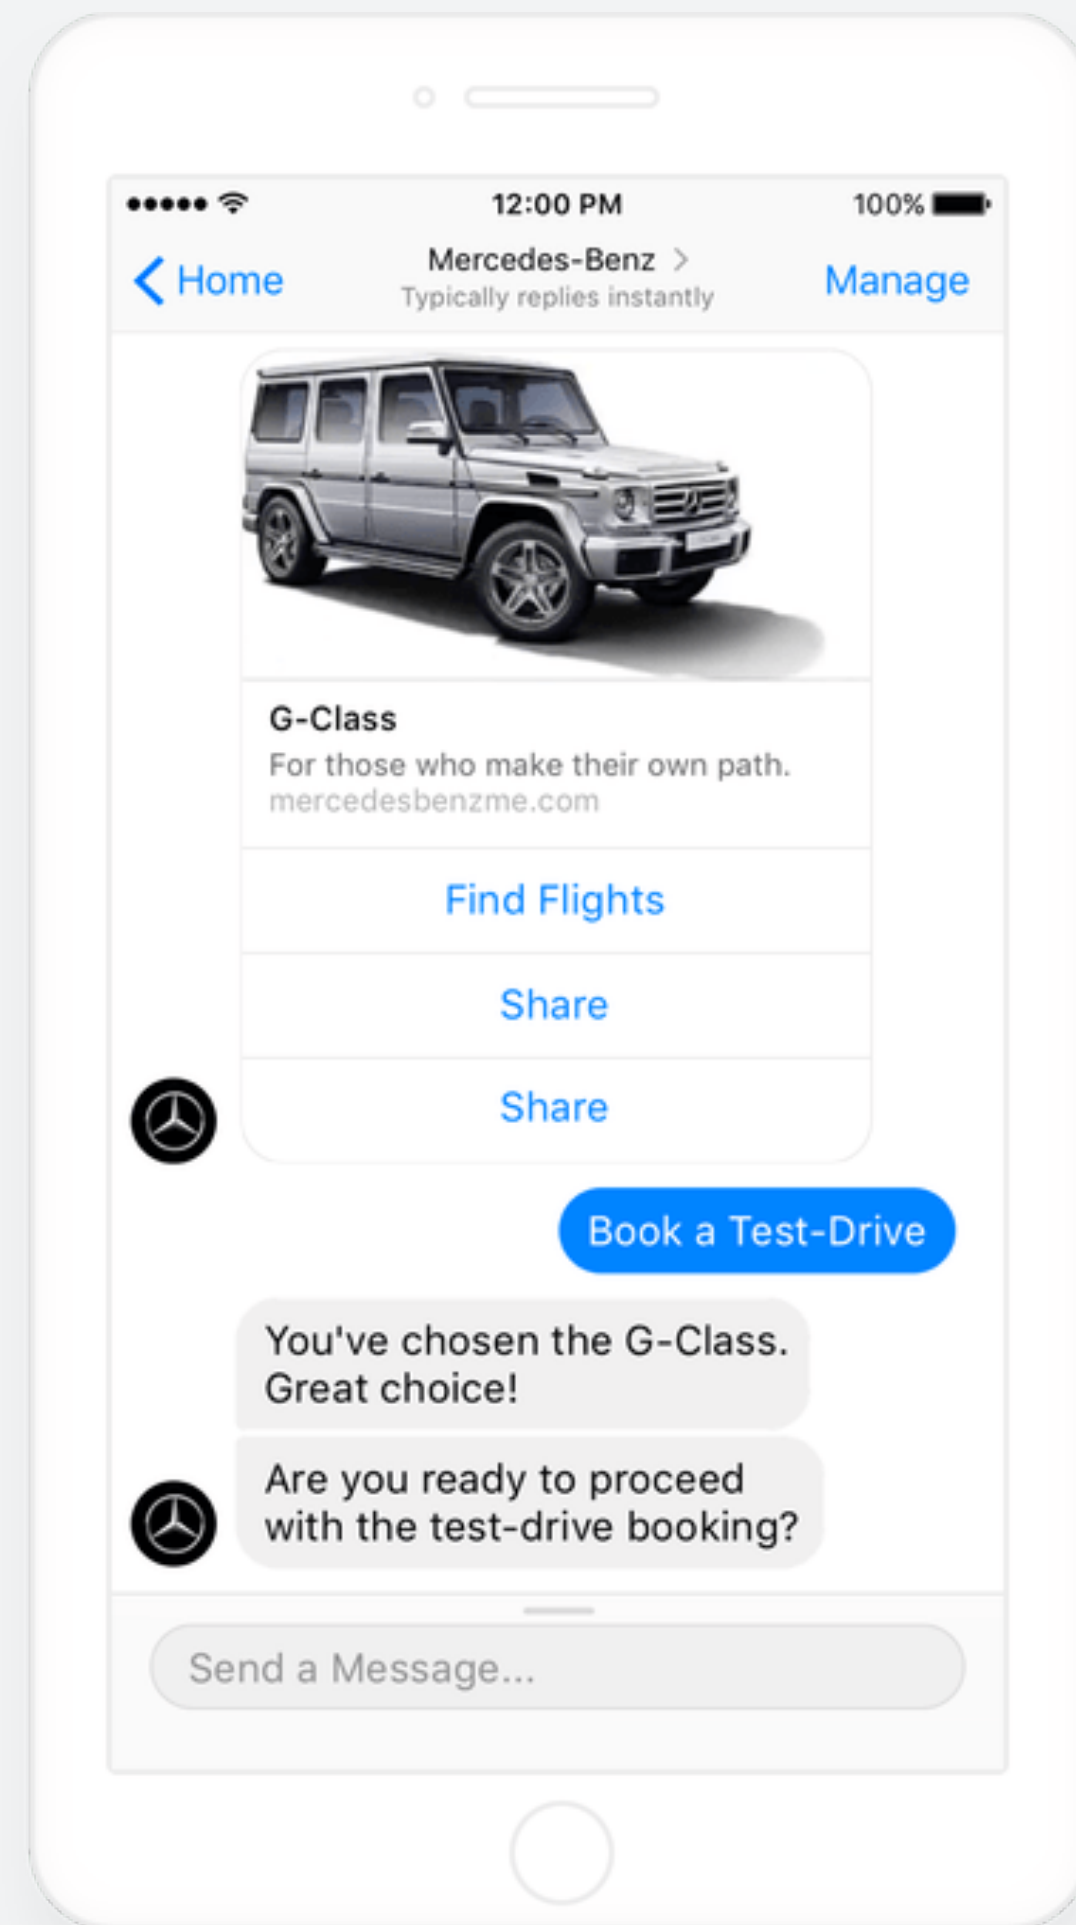 12:00 PM
100%
Home
Mercedes-Benz >
Typically replies instantly
Manage
G-Class
For those who make their own path.
mercedesbenzme.com
Find Flights
Share
Share
Book a Test-Drive
You've chosen the G-Class.
Great choice!
Are you ready to proceed
with the test-drive booking?
Send a Message...